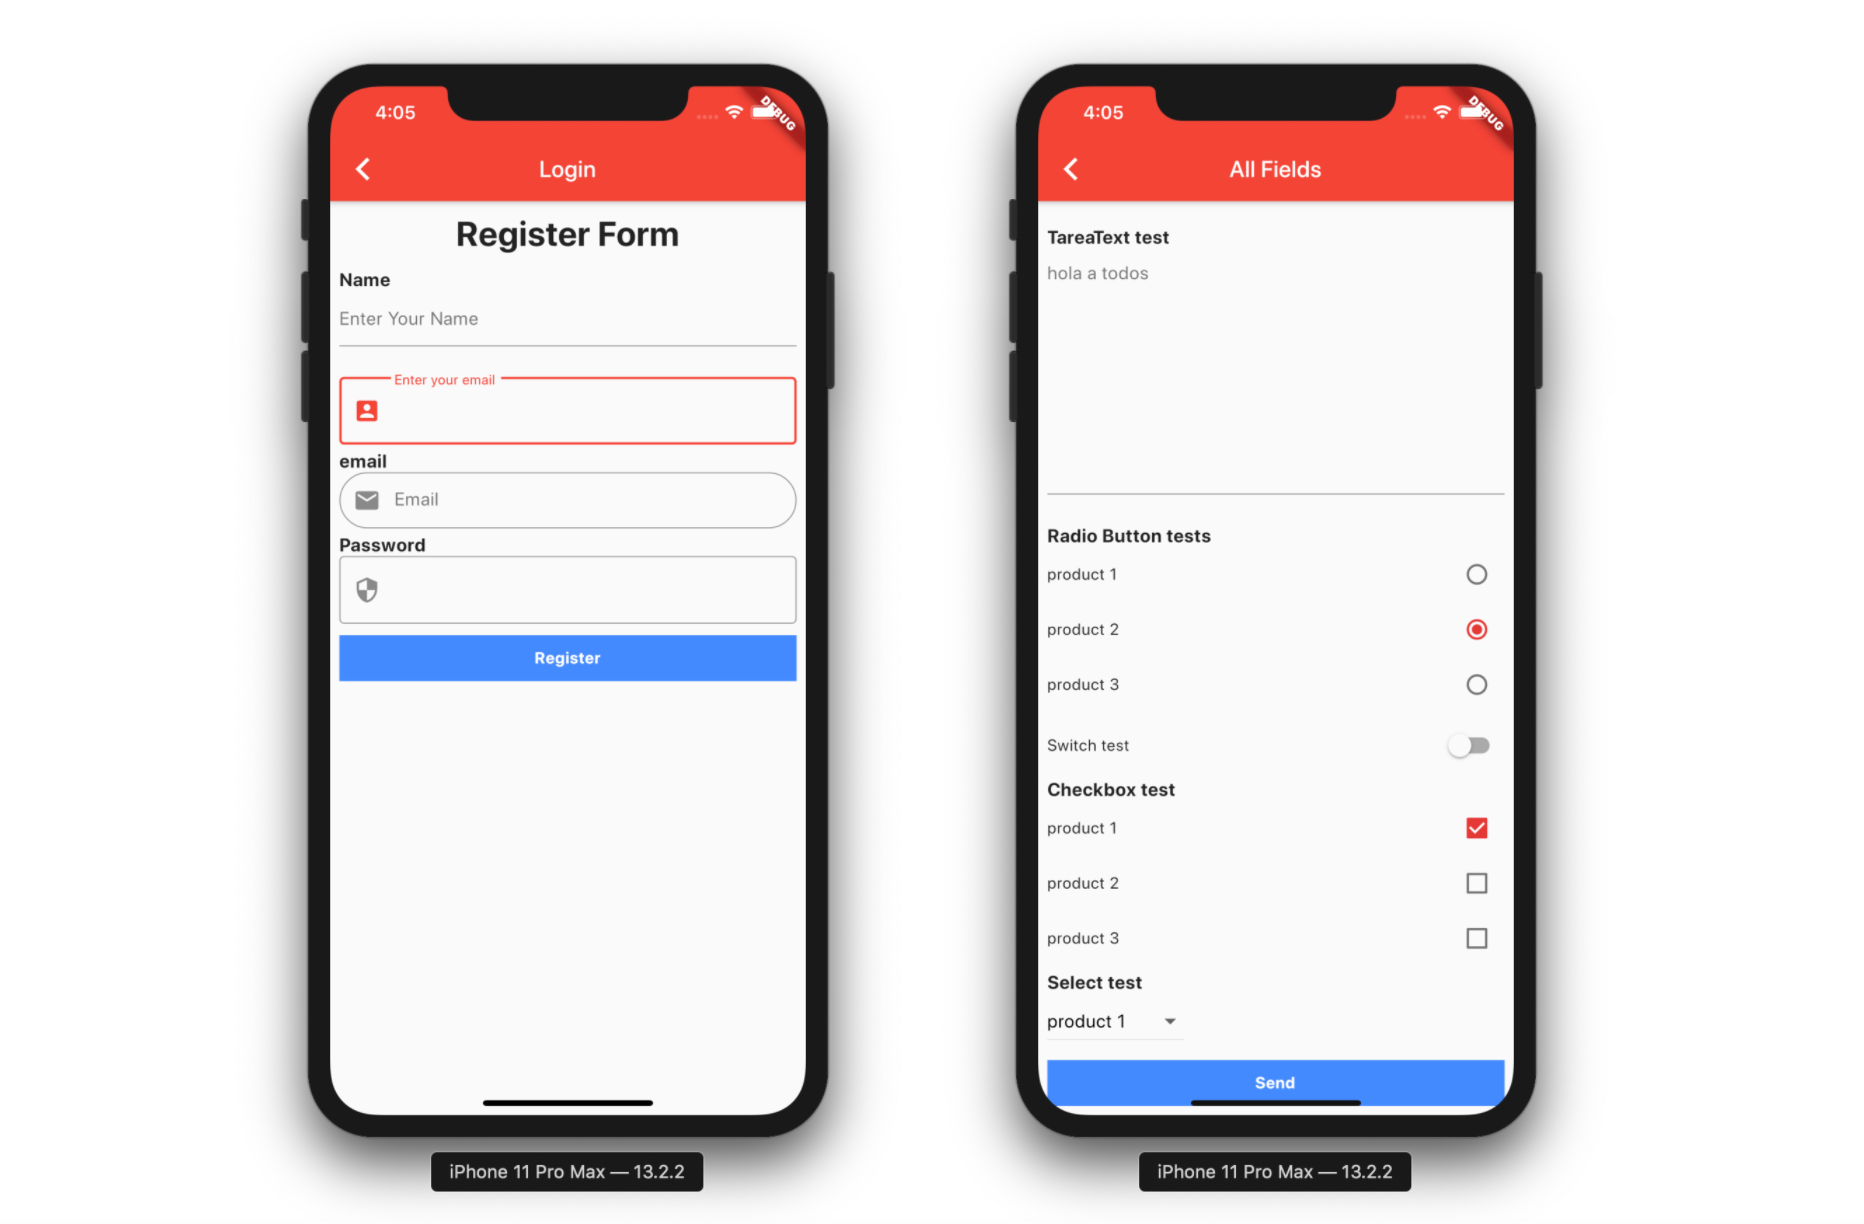 4:05
DEBUG
Login
Register Form
Name
Enter Your Name
Enter your email
email
Email
Password
Register
iPhone 11 Pro Max — 13.2.2
4:05
DEBUG
All Fields
TareaText test
hola a todos
Radio Button tests
product 1
product 2
product 3
Switch test
Checkbox test
product 1
product 2
product 3
Select test
product 1
Send
iPhone 11 Pro Max — 13.2.2